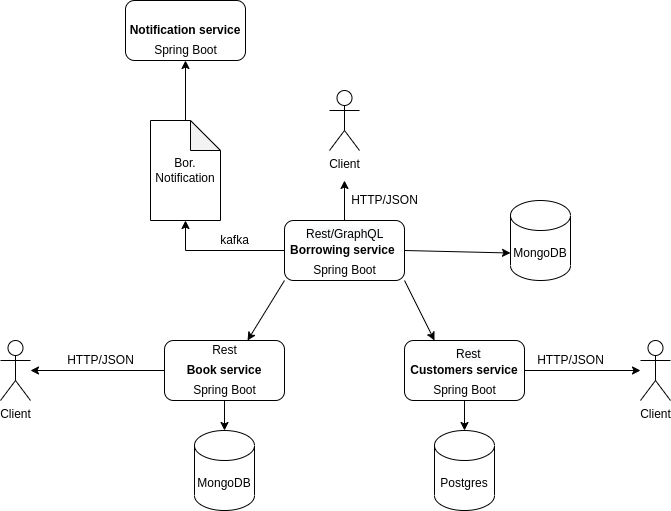 Notification service
Spring Boot
Bor.
Notification
Client
HTTP/JSON
kafka
Rest/GraphQL
Borrowing service
Spring Boot
MongoDB
Client
HTTP/JSON
Rest
Book service
Spring Boot
MongoDB
Rest
Customers service
Spring Boot
HTTP/JSON
Client
Postgres